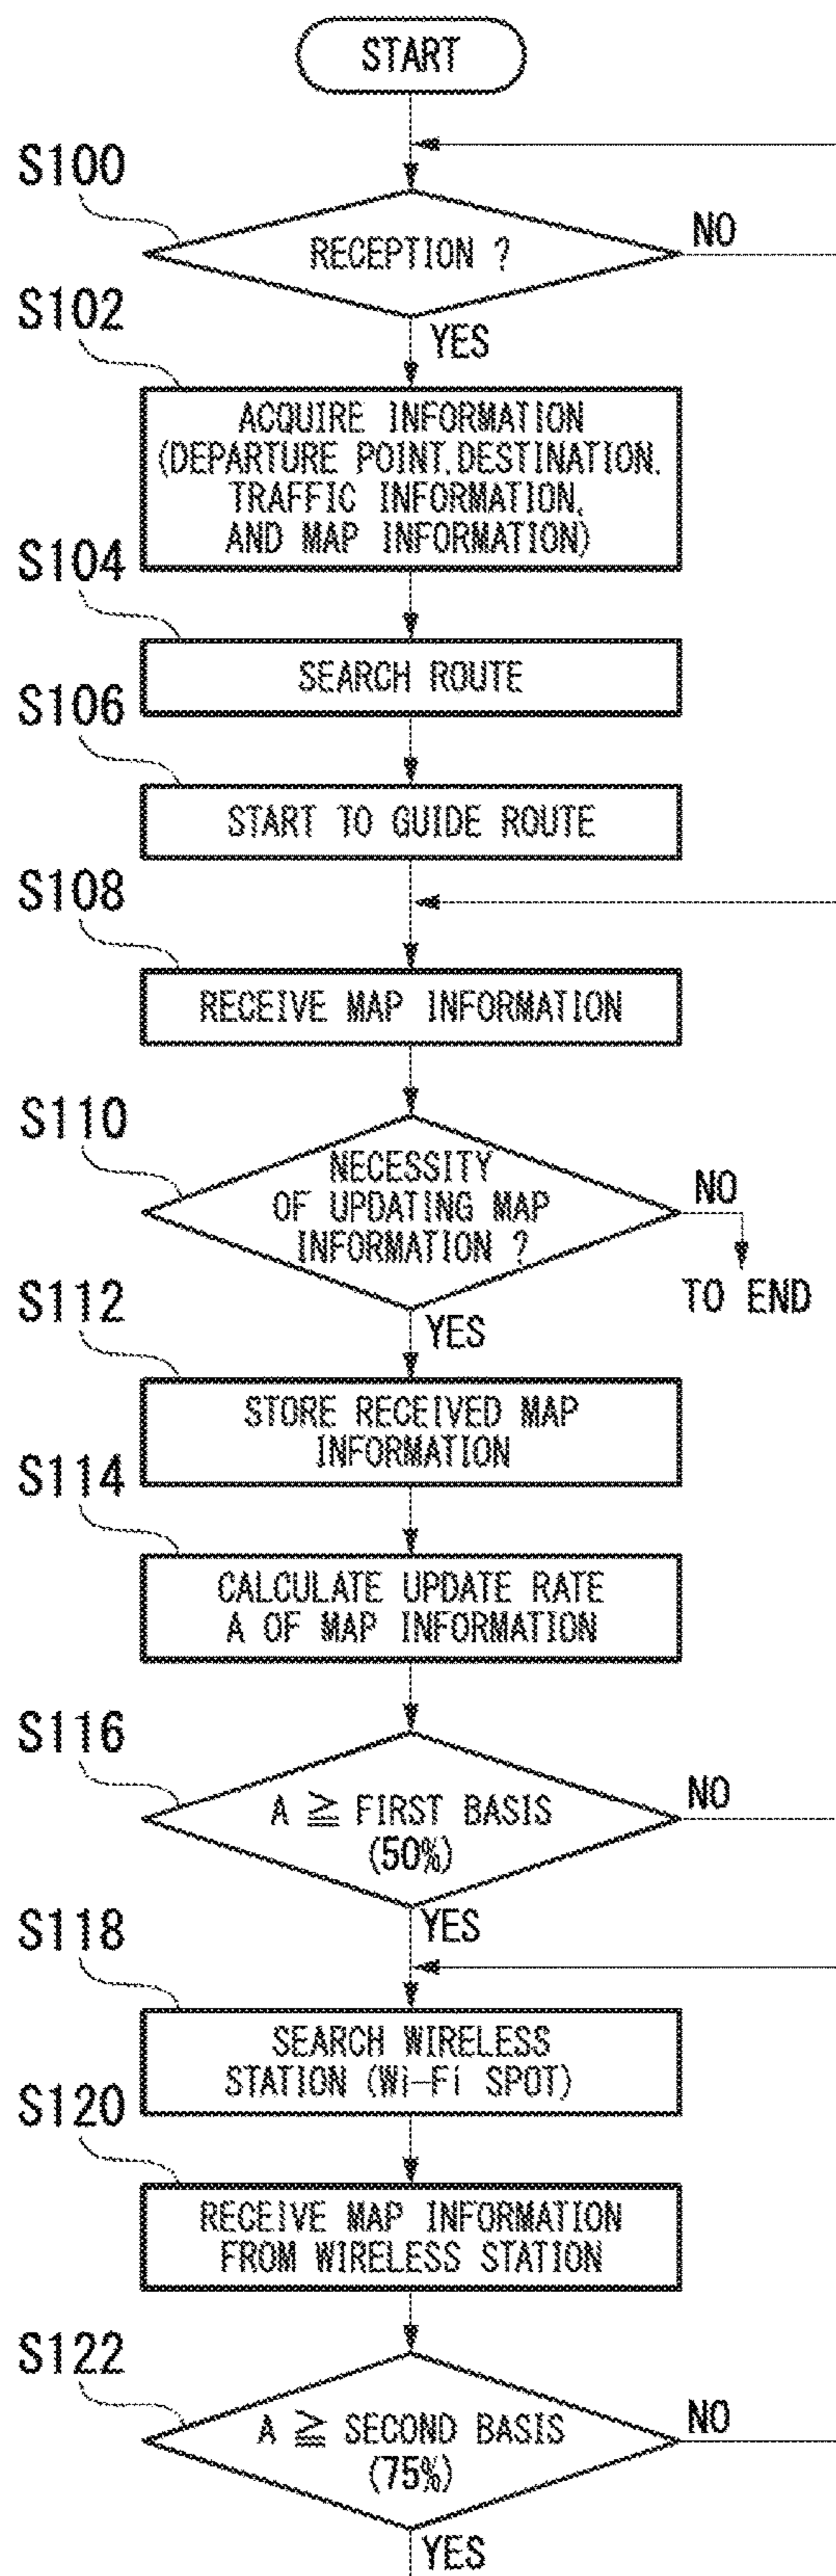 START
S100
RECEPTION ?
NO
YES
S102
ACQUIRE INFORMATION
(DEPARTURE POINT, DESTINATION,
TRAFFIC INFORMATION,
AND MAP INFORMATION)
S104
SEARCH ROUTE
S106
START TO GUIDE ROUTE
S108
RECEIVE MAP INFORMATION
S110
NECESSITY
OF UPDATING MAP
INFORMATION ?
NO
TO END
YES
S112
STORE RECEIVED MAP
INFORMATION
S114
CALCULATE UPDATE RATE
A OF MAP INFORMATION
S116
A ≧ FIRST BASIS
(50%)
NO
YES
S118
SEARCH WIRELESS
STATION (Wi-Fi SPOT)
S120
RECEIVE MAP INFORMATION
FROM WIRELESS STATION
S122
A ≧ SECOND BASIS
(75%)
NO
YES